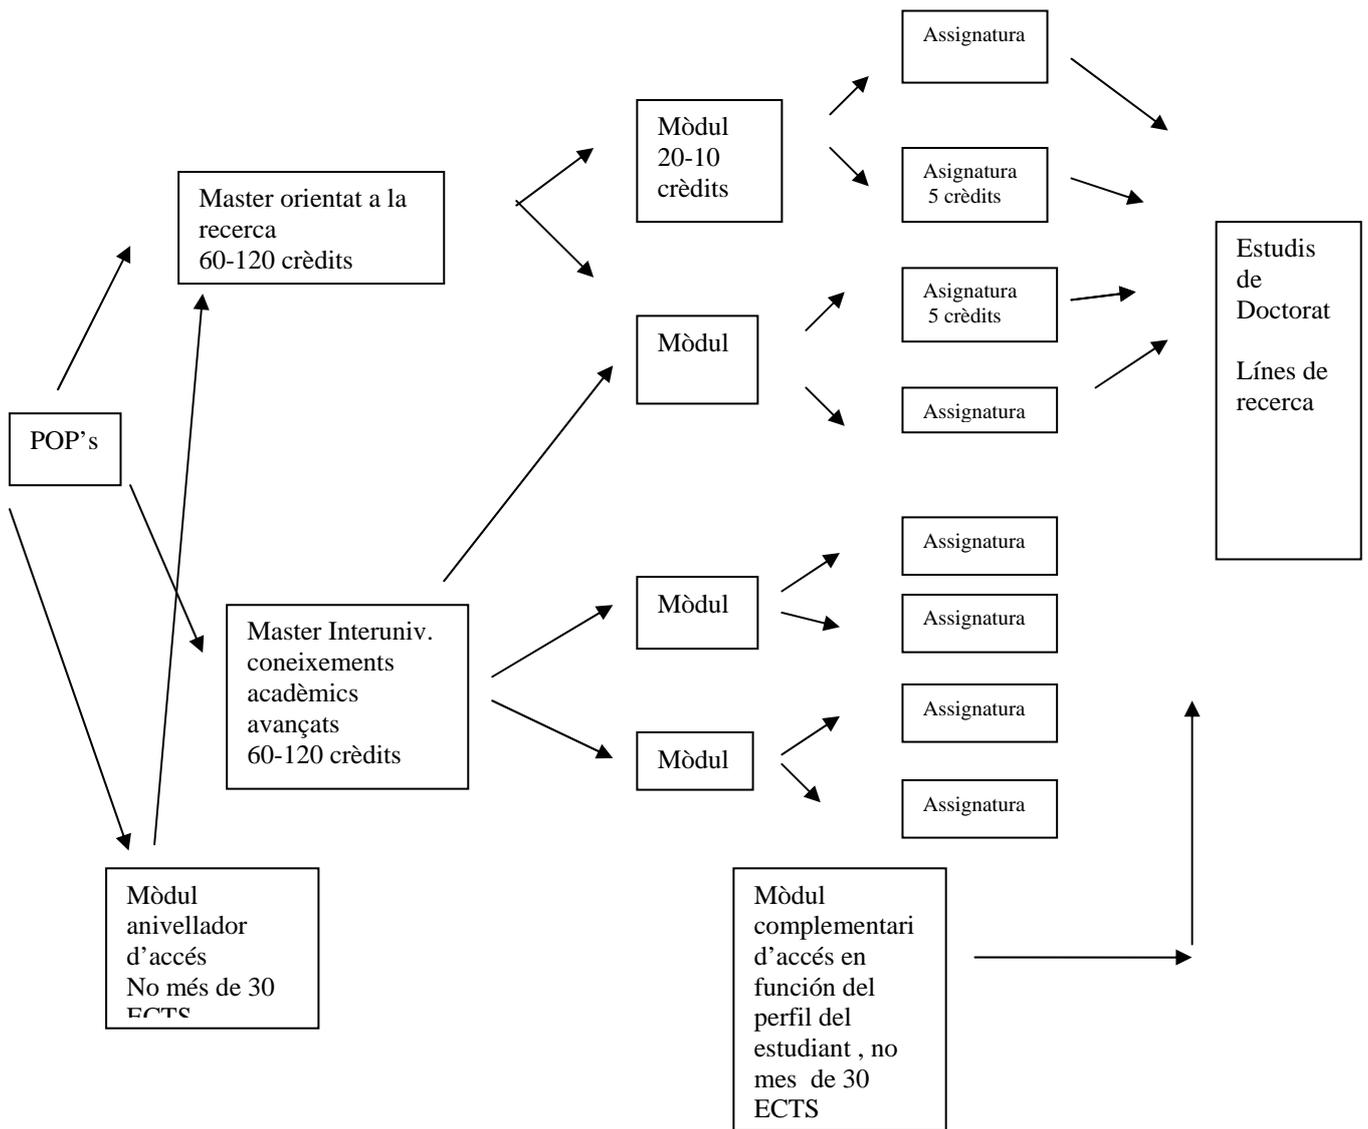 Assignatura
Mòdul
20-10
crèdits
Asignatura
5 crèdits
Master orientat a la
recerca
60-120 crèdits
Estudis
de
Doctorat
Línes de
recerca
Asignatura
5 crèdits
Mòdul
Assignatura
POP’s
Assignatura
Mòdul
Assignatura
Master Interuniv.
coneixements
acadèmics
avançats
60-120 crèdits
Assignatura
Mòdul
Assignatura
Mòdul
anivellador
d’accés
No més de 30
ECTS
Mòdul
complementari
d’accés en
función del
perfil del
estudiant , no
mes de 30
ECTS